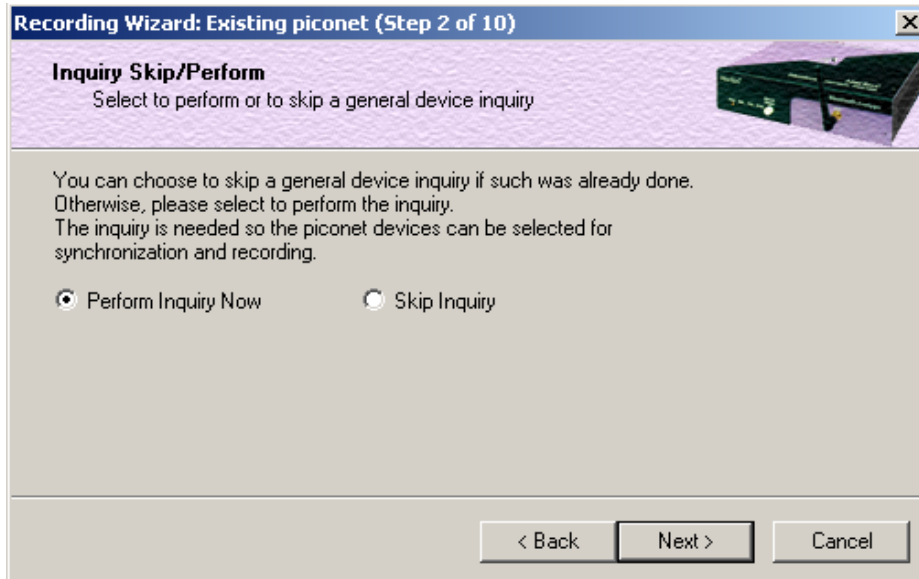 Recording Wizard: Existing piconet (Step 2 of 10)
Inquiry Skip/Perform
Select to perform or to skip a general device inquiry
You can choose to skip a general device inquiry if such was already done.
Otherwise, please select to perform the inquiry.
The inquiry is needed so the piconet devices can be selected for
synchronization and recording.
Perform Inquiry Now Skip Inquiry
< Back Next > Cancel